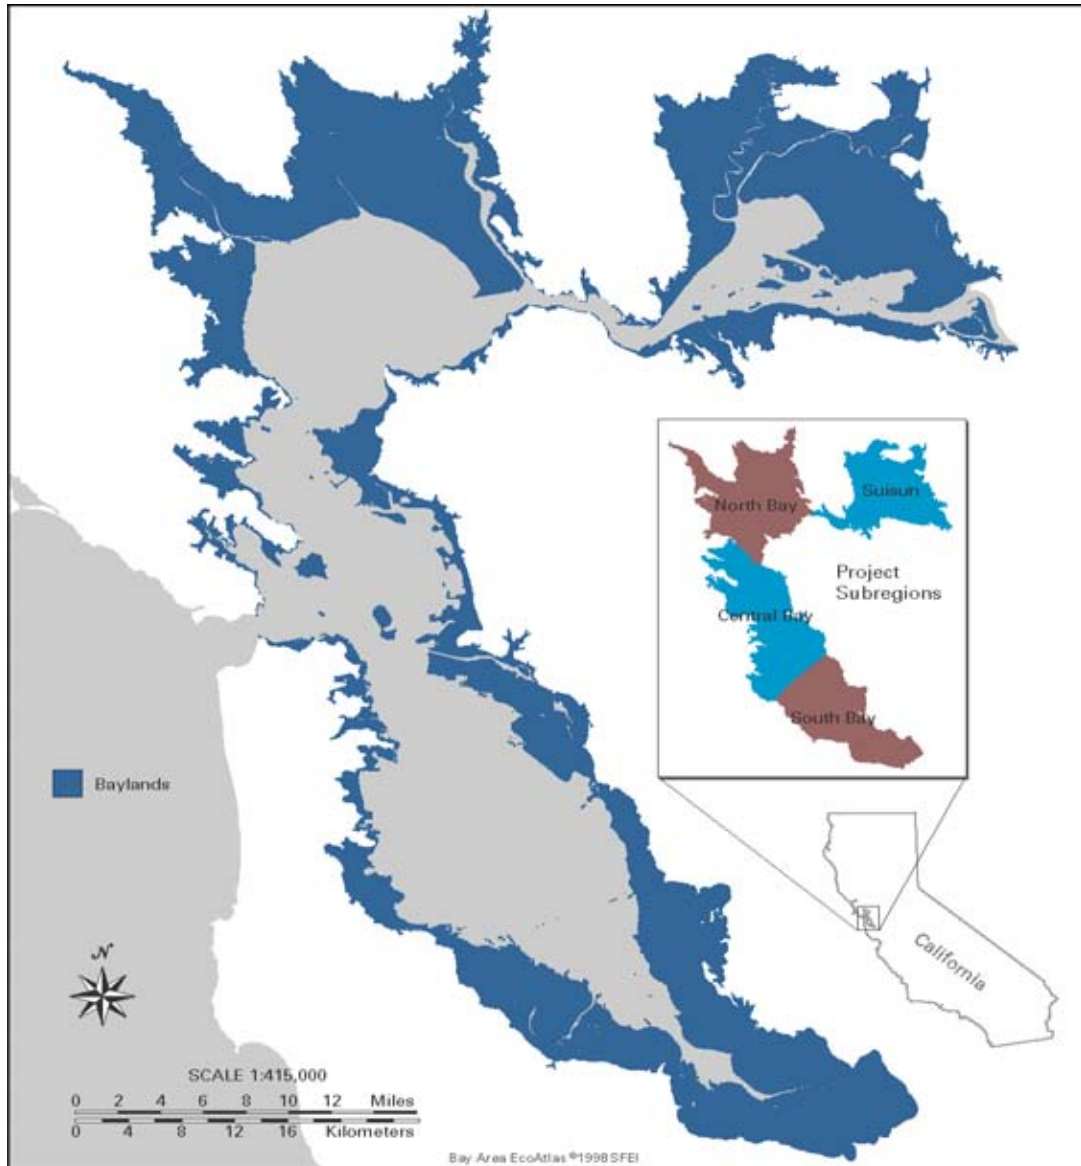 North Bay
Suisun
Project
Subregions
Central Bay
South Bay
Baylands
California
N
SCALE 1:415,000
0 2 4 6 8 10 12 Miles
0 4 8 12 16 Kilometers
Bay Area EcoAtlas ©1998 SFEI